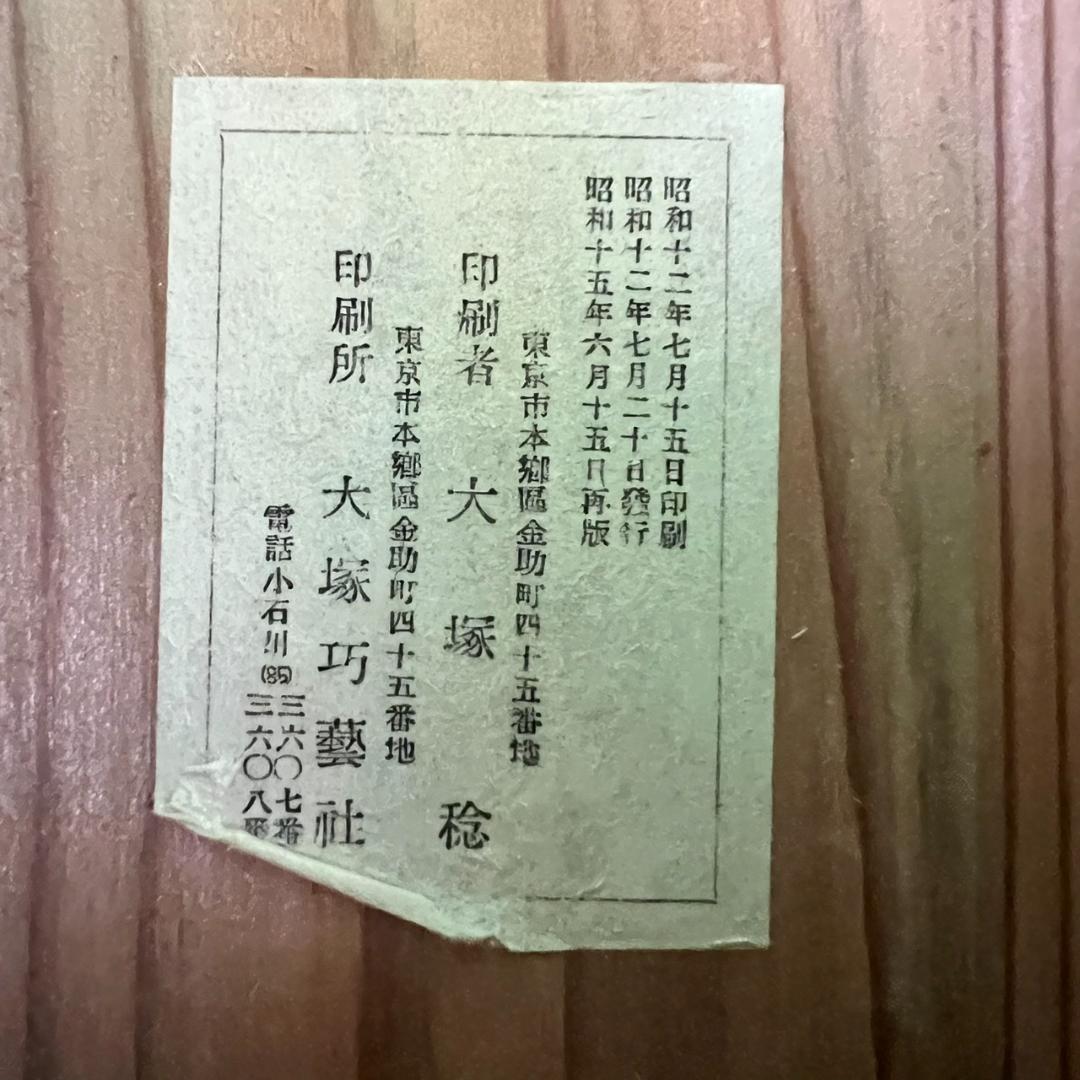 昭和十二年七月十五日印刷
昭和十二年七月二十日發行
昭和十五年六月十五日再版
東京市本鄕區金助町四十五番地
印刷者 大塚稔
東京市本鄕區金助町四十五番地
印刷所 大塚巧藝社
電話小石川(85)三六〇七番
三六〇八番